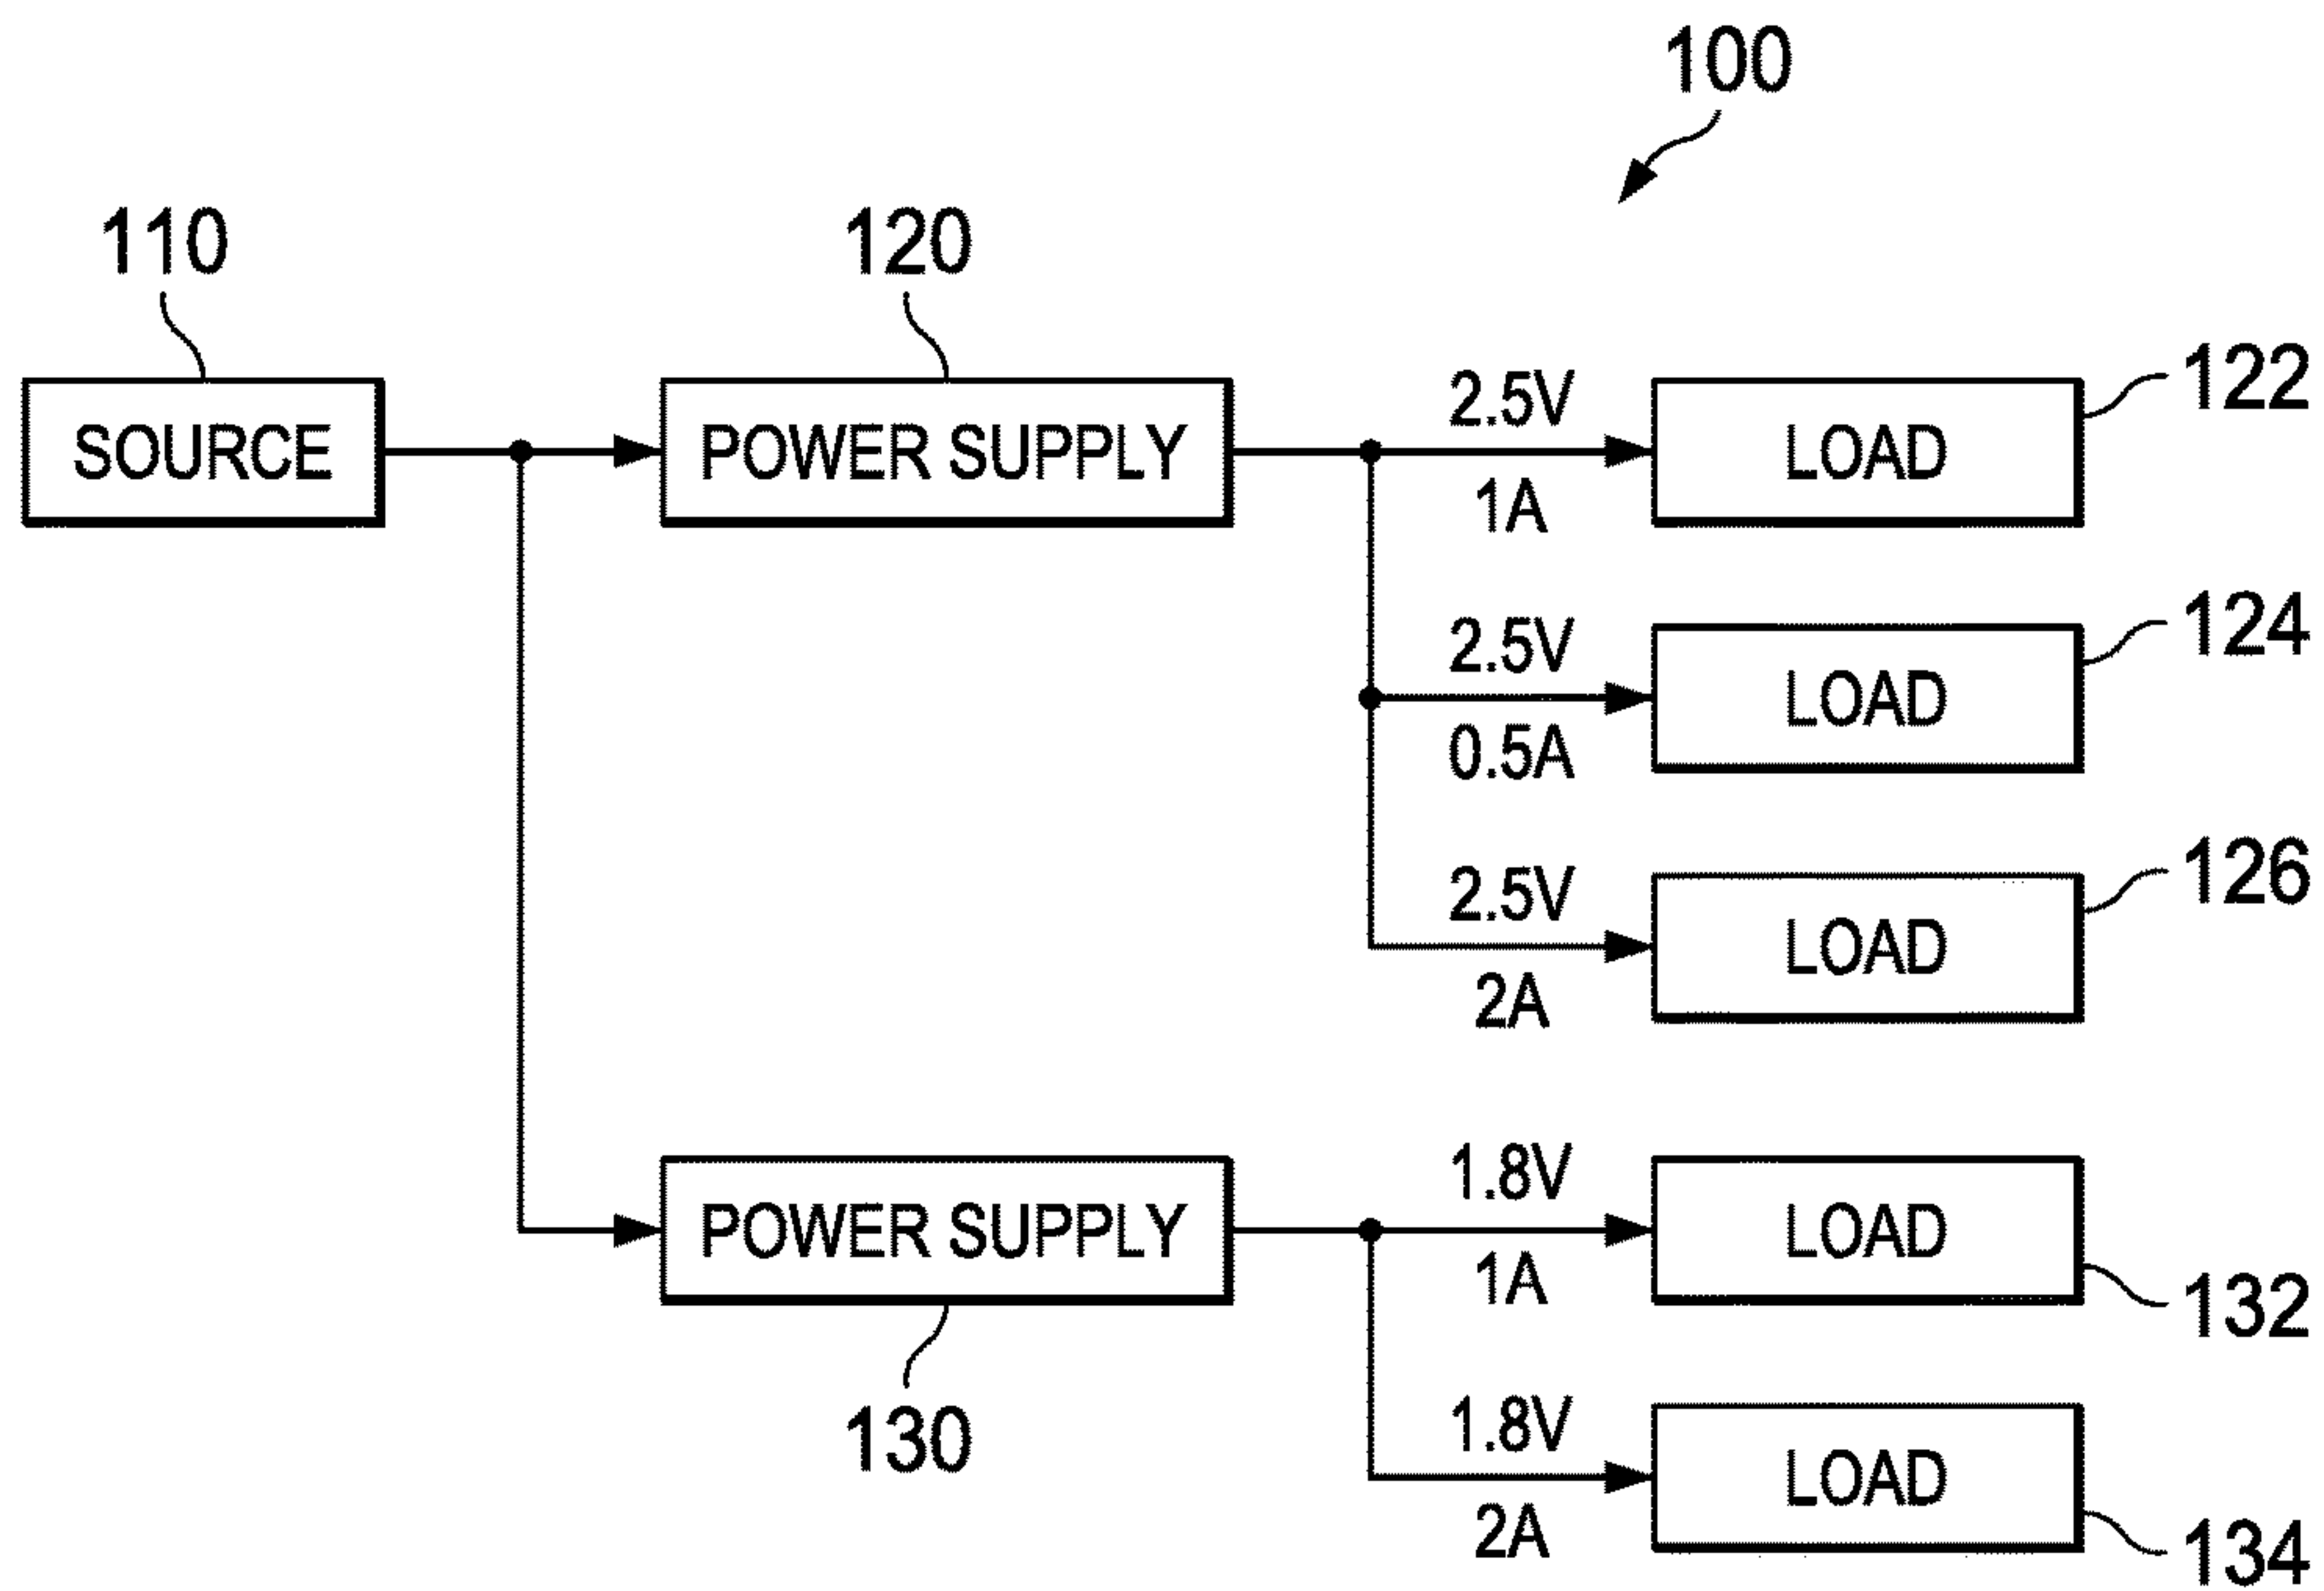 100
110
120
SOURCE
POWER SUPPLY
2.5V
1A
LOAD
122
2.5V
0.5A
LOAD
124
2.5V
2A
LOAD
126
POWER SUPPLY
130
1.8V
1A
LOAD
132
1.8V
2A
LOAD
134